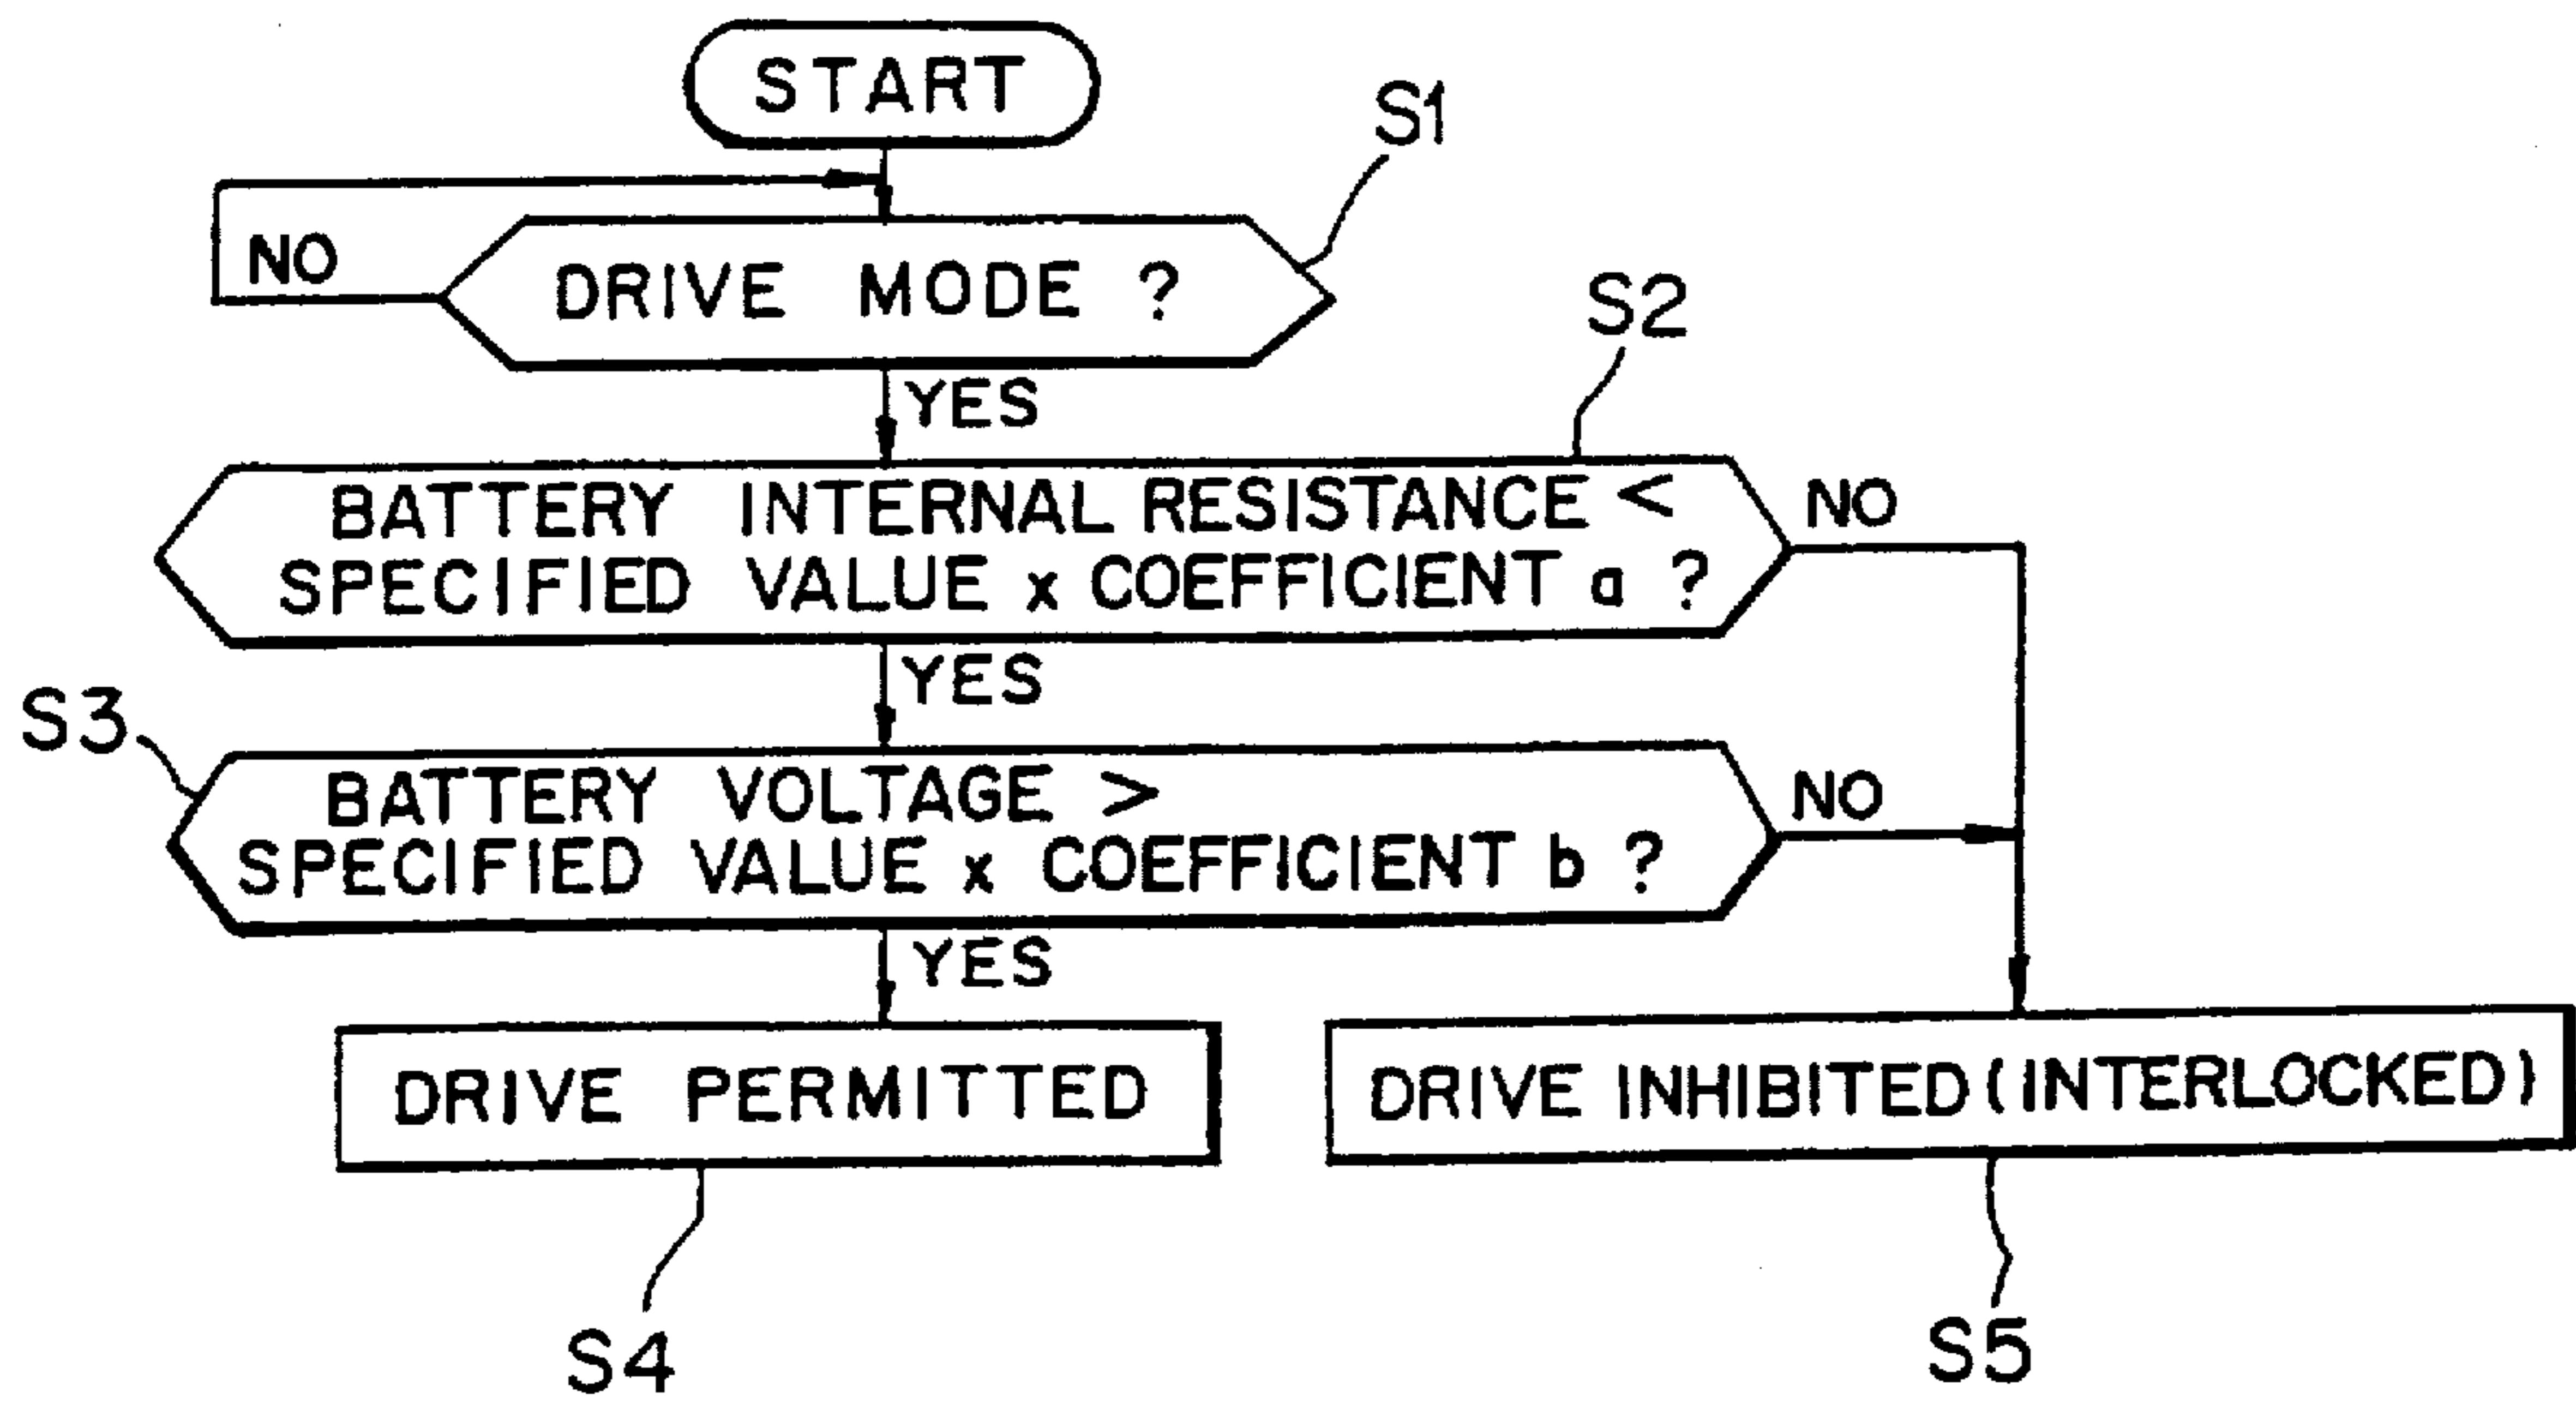 START
S1
NO
DRIVE MODE ?
S2
YES
BATTERY INTERNAL RESISTANCE <
SPECIFIED VALUE x COEFFICIENT a ?
NO
YES
S3
BATTERY VOLTAGE >
SPECIFIED VALUE x COEFFICIENT b ?
NO
YES
DRIVE PERMITTED
DRIVE INHIBITED (INTERLOCKED)
S4
S5